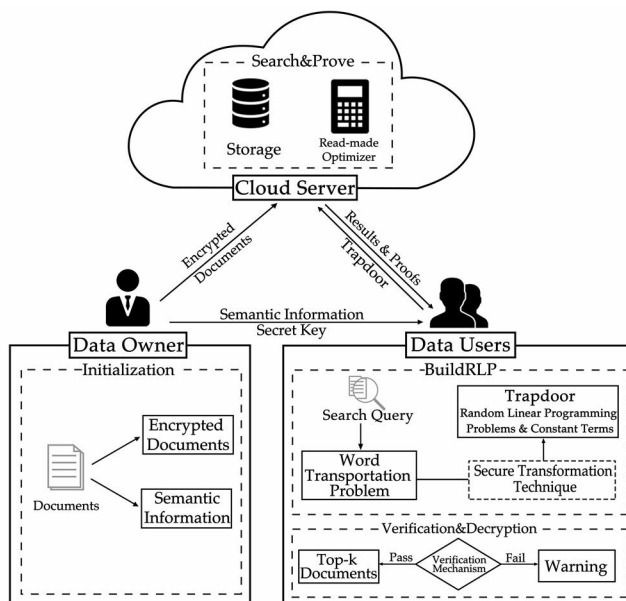 Search&Prove
Storage
Read-made
Optimizer
Cloud Server
Encrypted
Documents
Results & Proofs
Trapdoor
Semantic Information
Secret Key
Data Owner
Initialization
Documents
Encrypted
Documents
Semantic
Information
Data Users
BuildRLP
Search Query
Word
Transportation
Problem
Trapdoor
Random Linear Programming
Problems & Constant Terms
Secure Transformation
Technique
Verification&Decryption
Top-k
Documents
Pass
Verification
Mechanism
Fail
Warning